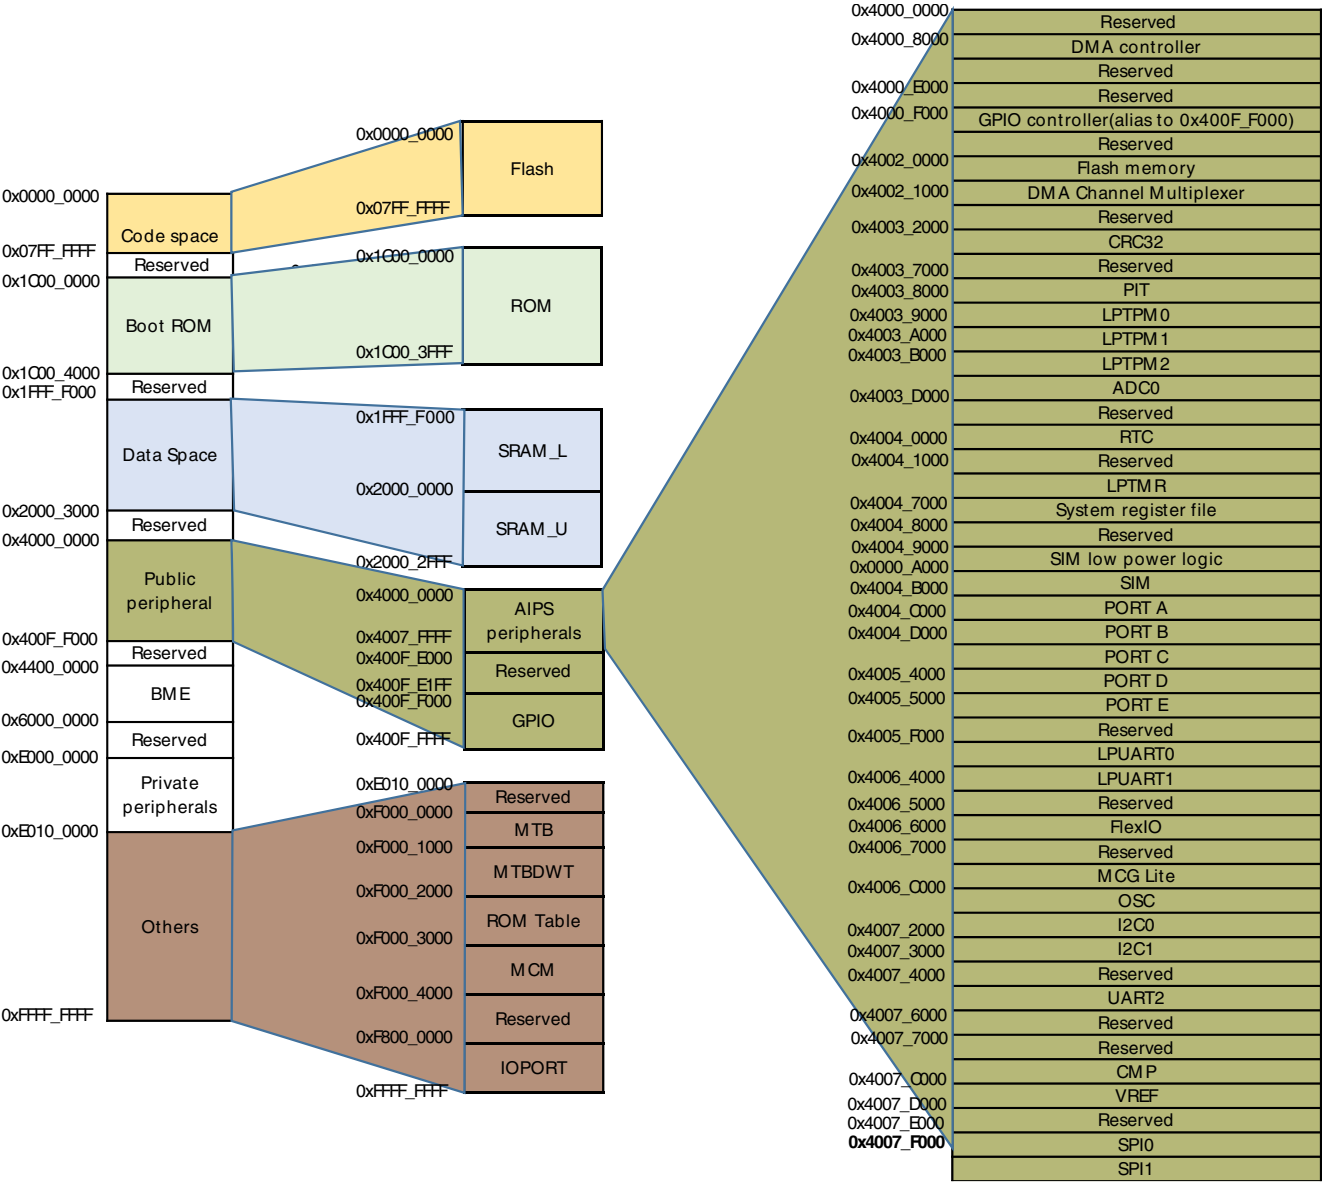 0x0000_0000
Code space
0x07FF_FFFF
Reserved
0x1C00_0000
Boot ROM
0x1C00_4000
Reserved
0x1FFF_F000
Data Space
0x2000_3000
Reserved
0x4000_0000
Public
peripheral
0x400F_F000
Reserved
0x4400_0000
BME
0x6000_0000
Reserved
0xE000_0000
Private
peripherals
0xE010_0000
Others
0xFFFF_FFFF
0x0000_0000
Flash
0x07FF_FFFF
0x1C00_0000
ROM
0x1C00_3FFF
0x1FFF_F000
SRAM_L
0x2000_0000
SRAM_U
0x2000_2FFF
0x4000_0000
AIPS
peripherals
0x4007_FFFF
0x400F_E000
Reserved
0x400F_E1FF
0x400F_F000
GPIO
0x400F_FFFF
0xE010_0000
Reserved
0xF000_0000
MTB
0xF000_1000
MTBDWT
0xF000_2000
ROM Table
0xF000_3000
MCM
0xF000_4000
Reserved
0xF800_0000
IOPORT
0xFFFF_FFFF
0x4000_0000
Reserved
0x4000_8000
DMA controller
Reserved
0x4000_E000
Reserved
0x4000_F000
GPIO controller(alias to 0x400F_F000)
Reserved
0x4002_0000
Flash memory
0x4002_1000
DMA Channel Multiplexer
Reserved
0x4003_2000
CRC32
Reserved
0x4003_7000
PIT
0x4003_8000
LPTPM0
0x4003_9000
LPTPM1
0x4003_A000
LPTPM2
0x4003_B000
ADC0
0x4003_D000
Reserved
RTC
0x4004_0000
Reserved
0x4004_1000
LPTMR
0x4004_7000
System register file
0x4004_8000
Reserved
0x4004_9000
SIM low power logic
0x0000_A000
SIM
0x4004_B000
PORT A
0x4004_C000
PORT B
0x4004_D000
PORT C
0x4005_4000
PORT D
0x4005_5000
PORT E
Reserved
0x4005_F000
LPUART0
0x4006_4000
LPUART1
0x4006_5000
Reserved
0x4006_6000
FlexIO
0x4006_7000
Reserved
MCG Lite
0x4006_C000
OSC
I2C0
0x4007_2000
I2C1
0x4007_3000
Reserved
0x4007_4000
UART2
0x4007_6000
Reserved
0x4007_7000
Reserved
CMP
0x4007_C000
VREF
0x4007_D000
Reserved
0x4007_E000
SPI0
0x4007_F000
SPI1